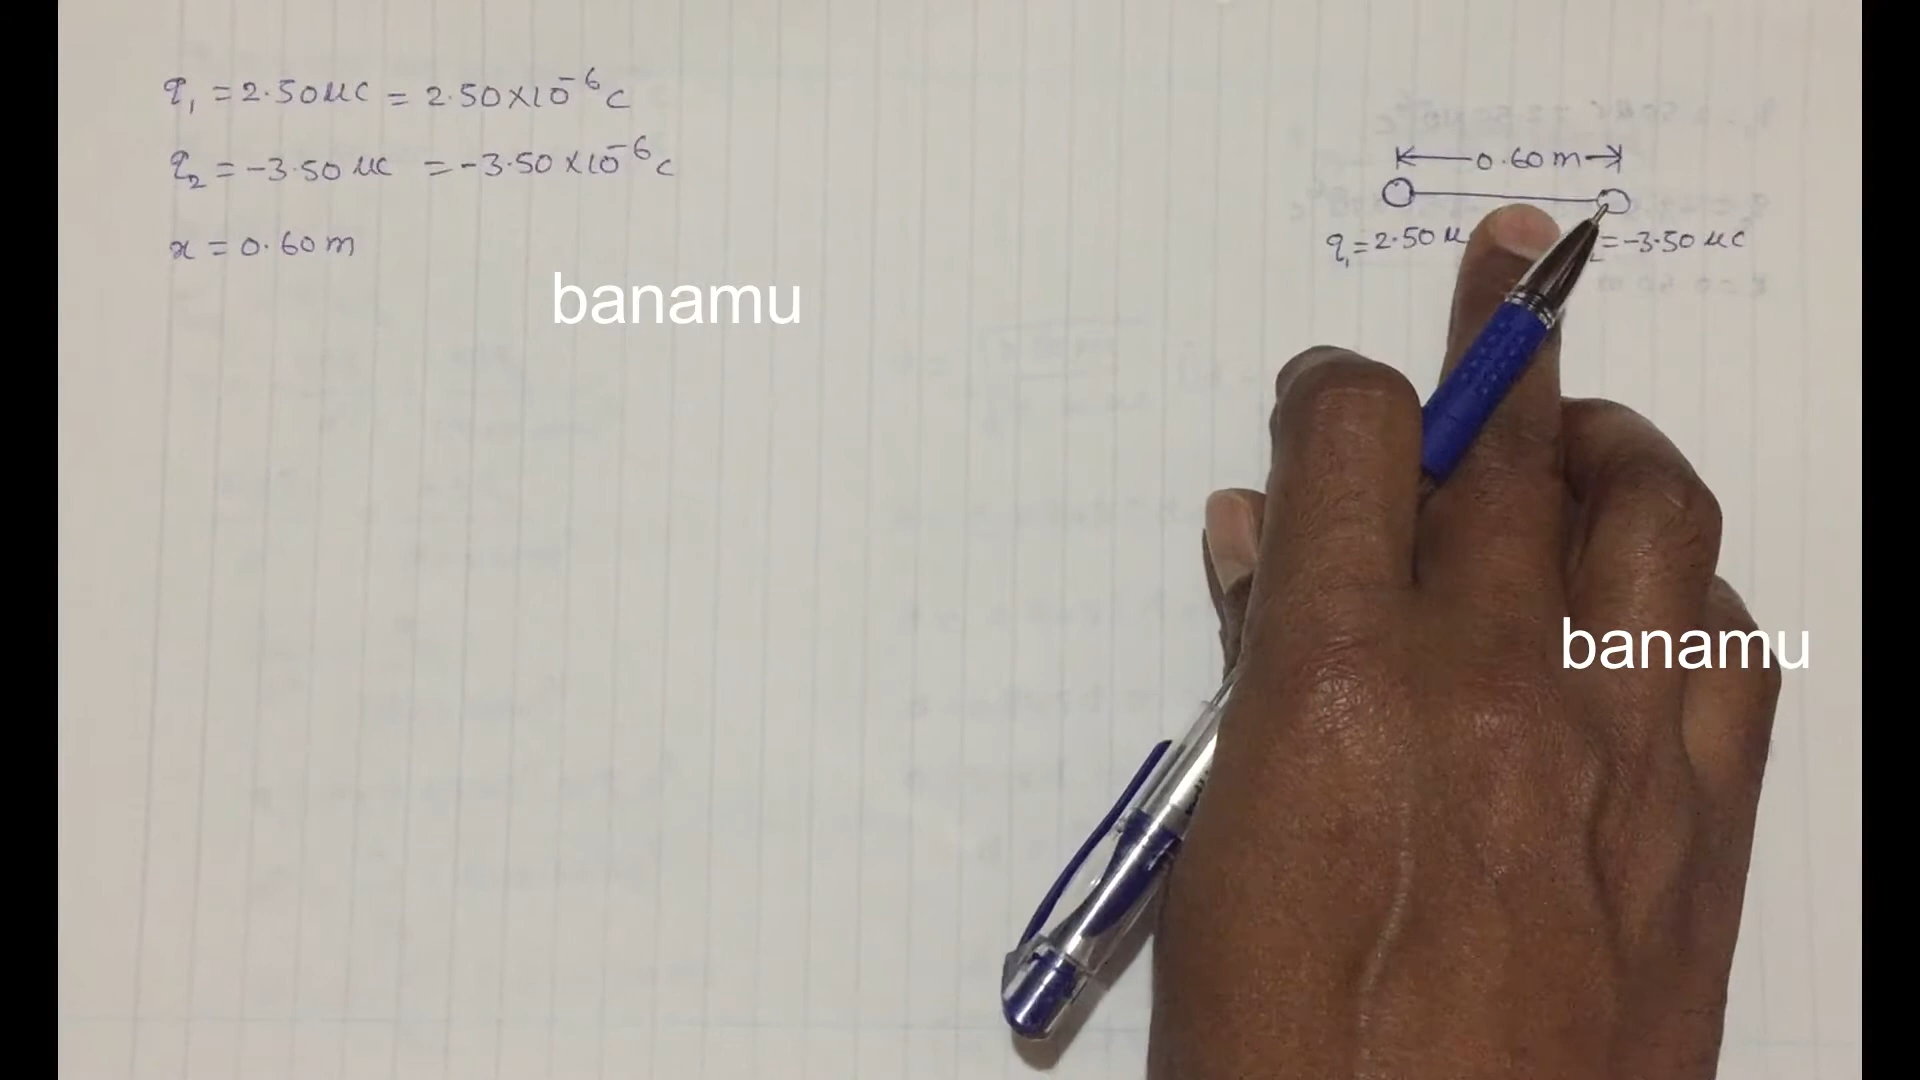 q₁ = 2.50 μC = 2.50 × 10⁻⁶ C
q₂ = -3.50 μC = -3.50 × 10⁻⁶ C
x = 0.60 m
0.60 m
q₁ = 2.50 μ
= -3.50 μC
banamu
banamu